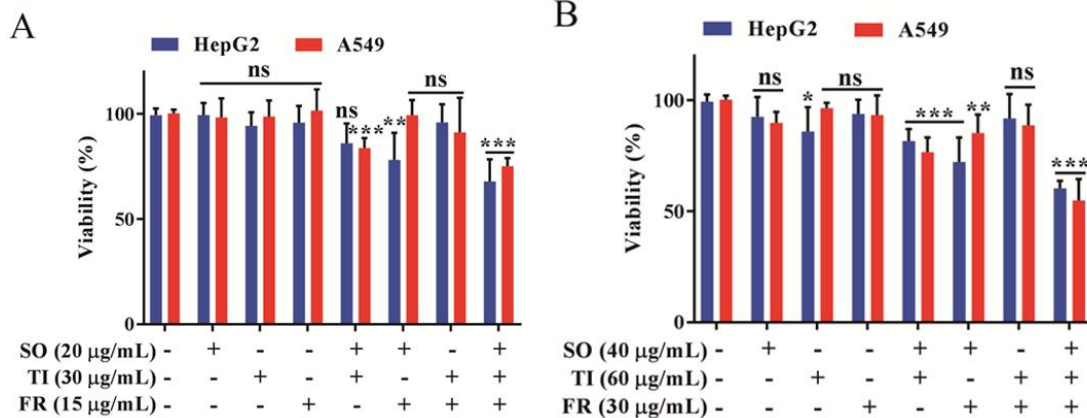 A
HepG2 A549
Viability (%)
100
50
0
ns
ns
***
**
ns
***
SO (20 μg/mL) - + - - + + - +
TI (30 μg/mL) - - + - + - + +
FR (15 μg/mL) - - - + - + + +
B
HepG2 A549
Viability (%)
100
50
0
ns
*
ns
***
**
ns
***
SO (40 μg/mL) - + - - + + - +
TI (60 μg/mL) - - + - + - + +
FR (30 μg/mL) - - - + - + + +